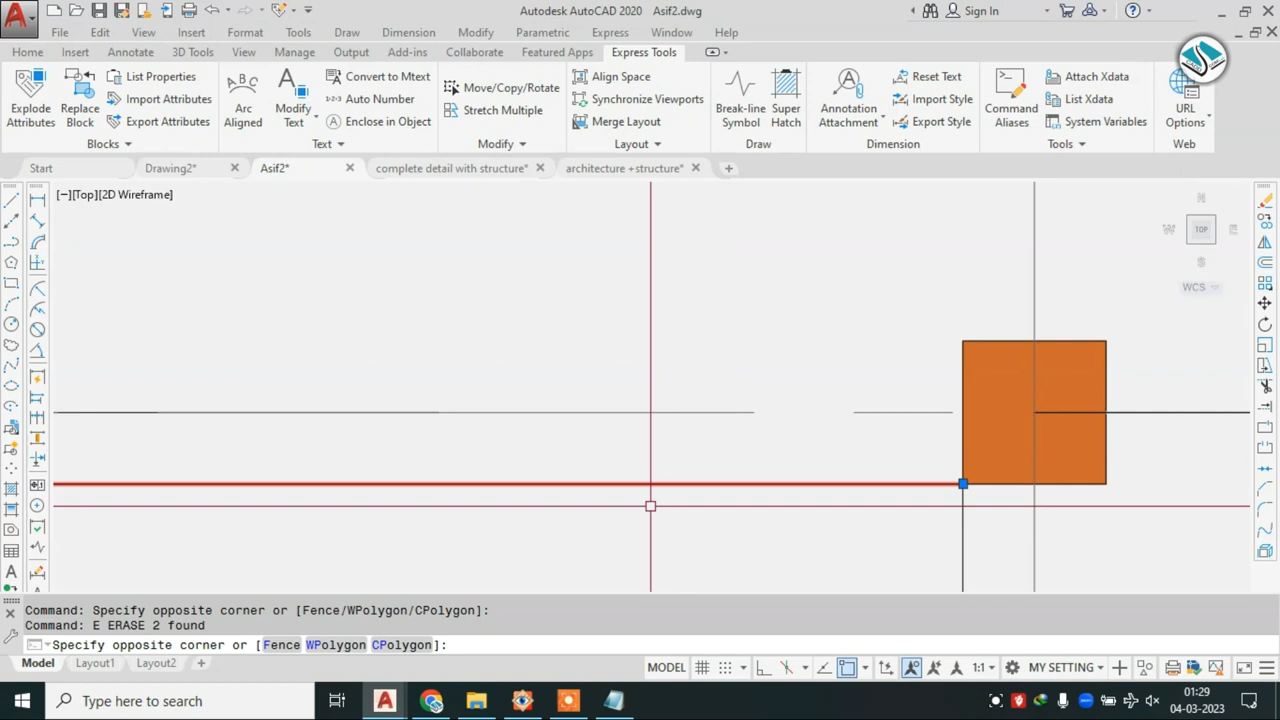 Autodesk AutoCAD 2020 Asif2.dwg
Sign In
File Edit View Insert Format Tools Draw Dimension Modify Parametric Express Window Help
Home Insert Annotate 3D Tools View Manage Output Add-ins Collaborate Featured Apps Express Tools
Explode Attributes
Replace Block
List Properties
Import Attributes
Export Attributes
Blocks
Arc Aligned
Modify Text
Convert to Mtext
Auto Number
Enclose in Object
Text
Move/Copy/Rotate
Stretch Multiple
Modify
Align Space
Synchronize Viewports
Merge Layout
Layout
Break-line Symbol
Super Hatch
Draw
Annotation Attachment
Reset Text
Import Style
Export Style
Dimension
Command Aliases
Attach Xdata
List Xdata
System Variables
Tools
URL Options
Web
Start Drawing2* Asif2* complete detail with structure* architecture +structure*
[−][Top][2D Wireframe]
N
W TOP E
S
WCS
Command: Specify opposite corner or [Fence/WPolygon/CPolygon]:
Command: E ERASE 2 found
Specify opposite corner or [Fence WPolygon CPolygon]:
Model Layout1 Layout2
MODEL 1:1 MY SETTING
Type here to search
01:29
04-03-2023